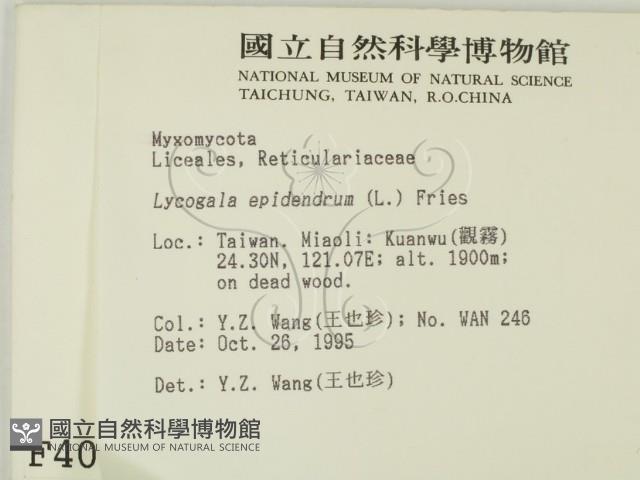 國立自然科學博物館
NATIONAL MUSEUM OF NATURAL SCIENCE
TAICHUNG, TAIWAN, R.O.CHINA
Myxomycota
Liceales, Reticulariaceae
Lycogala epidendrum (L.) Fries
Loc.: Taiwan. Miaoli: Kuanwu(觀霧)
24.30N, 121.07E; alt. 1900m;
on dead wood.
Col.: Y.Z. Wang(王也珍); No. WAN 246
Date: Oct. 26, 1995
Det.: Y.Z. Wang(王也珍)
國立自然科學博物館
NATIONAL MUSEUM OF NATURAL SCIENCE
F40